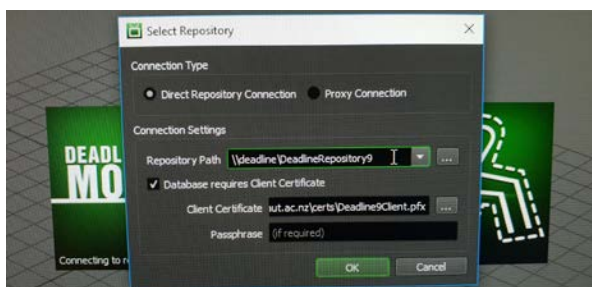 Select Repository
Connection Type
Direct Repository Connection Proxy Connection
Connection Settings
Repository Path \\deadline\DeadlineRepository9 ...
Database requires Client Certificate
Client Certificate aut.ac.nz\certs\Deadline9Client.pfx ...
Passphrase (if required)
OK Cancel
DEADL
MO
Connecting to r